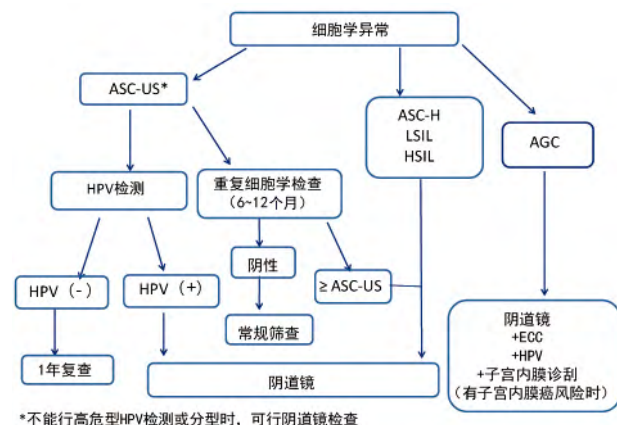 细胞学异常
ASC-US*
ASC-H
LSIL
HSIL
AGC
HPV检测
重复细胞学检查
(6~12个月)
阴性
≥ASC-US
HPV (-)
HPV (+)
常规筛查
1年复查
阴道镜
阴道镜
+ECC
+HPV
+子宫内膜诊刮
(有子宫内膜癌风险时)
*不能行高危型HPV检测或分型时,可行阴道镜检查